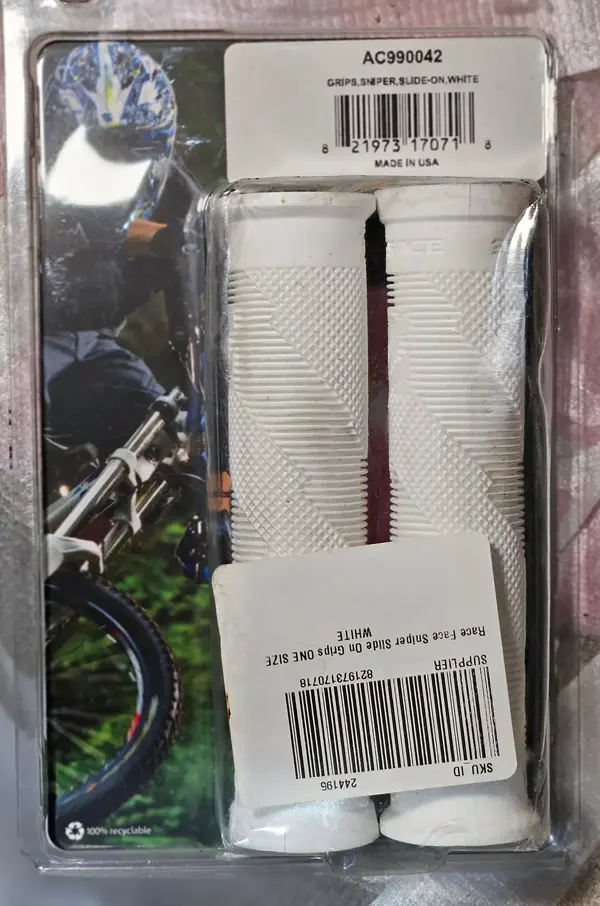 AC990042
GRIPS,SNIPER,SLIDE-ON,WHITE
8 21973 17071 8
MADE IN USA
SKU_ID
244195
SUPPLIER
821973170718
Race Face Sniper Slide On Grips ONE SIZE
WHITE
100% recyclable